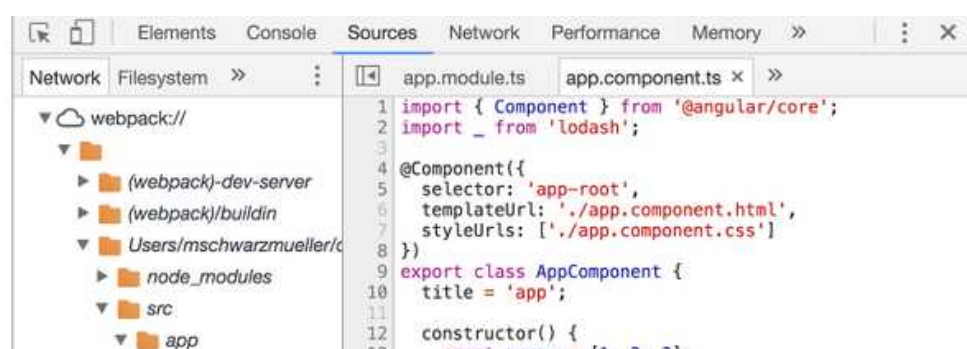 Elements Console Sources Network Performance Memory »
Network Filesystem »
app.module.ts app.component.ts × »
webpack://
(webpack)-dev-server
(webpack)/buildin
Users/mschwarzmueller/
node_modules
src
app
1 import { Component } from '@angular/core';
2 import _ from 'lodash';
3
4 @Component({
5 selector: 'app-root',
6 templateUrl: './app.component.html',
7 styleUrls: ['./app.component.css']
8 })
9 export class AppComponent {
10 title = 'app';
11
12 constructor() {